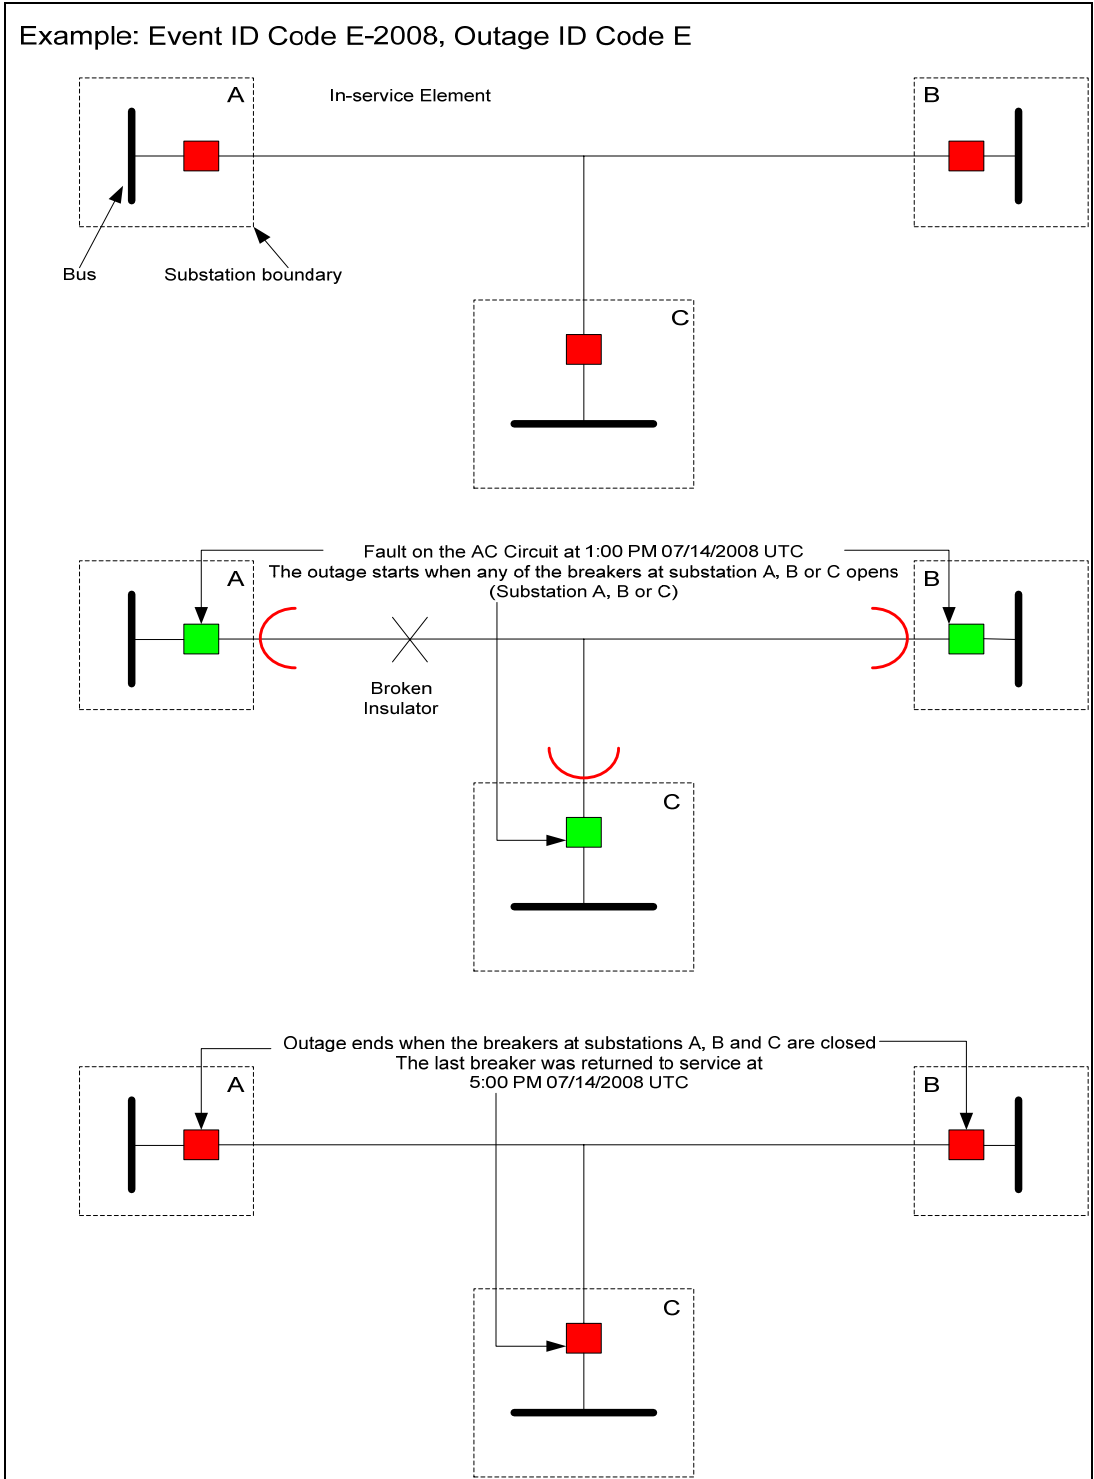 Example: Event ID Code E-2008, Outage ID Code E
A
In-service Element
B
Bus
Substation boundary
C
Fault on the AC Circuit at 1:00 PM 07/14/2008 UTC
The outage starts when any of the breakers at substation A, B or C opens
(Substation A, B or C)
A
B
Broken
Insulator
C
Outage ends when the breakers at substations A, B and C are closed
The last breaker was returned to service at
5:00 PM 07/14/2008 UTC
A
B
C